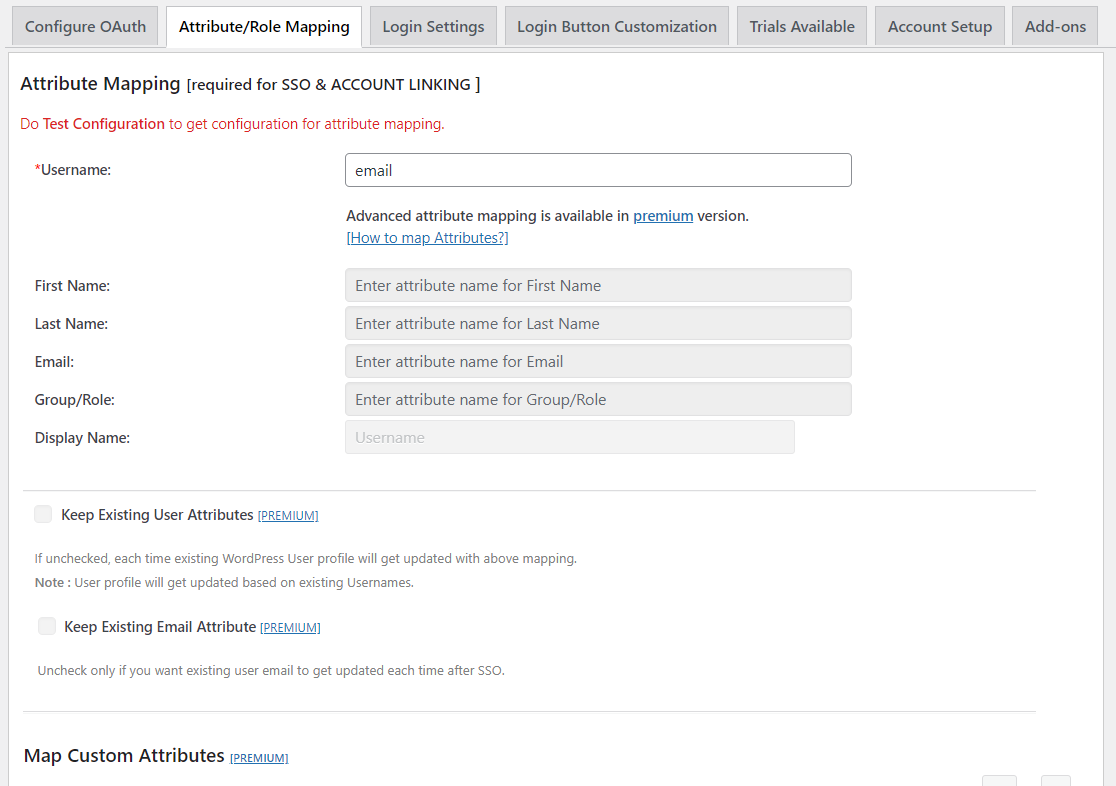 Configure OAuth Attribute/Role Mapping Login Settings Login Button Customization Trials Available Account Setup Add-ons
Attribute Mapping [required for SSO & ACCOUNT LINKING ]
Do Test Configuration to get configuration for attribute mapping.
*Username: email
Advanced attribute mapping is available in premium version.
[How to map Attributes?]
First Name: Enter attribute name for First Name
Last Name: Enter attribute name for Last Name
Email: Enter attribute name for Email
Group/Role: Enter attribute name for Group/Role
Display Name: Username
Keep Existing User Attributes [PREMIUM]
If unchecked, each time existing WordPress User profile will get updated with above mapping.
Note : User profile will get updated based on existing Usernames.
Keep Existing Email Attribute [PREMIUM]
Uncheck only if you want existing user email to get updated each time after SSO.
Map Custom Attributes [PREMIUM]